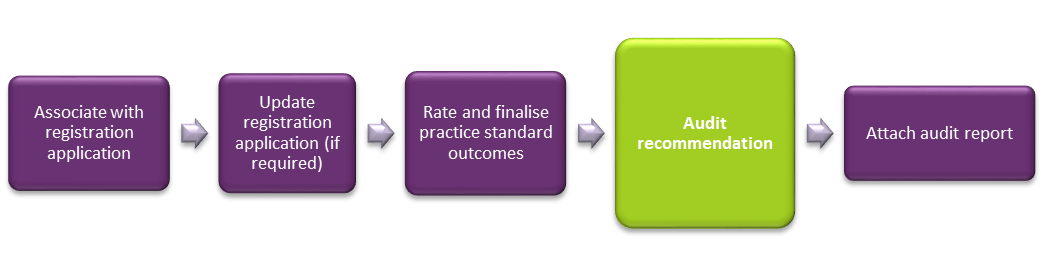 Associate with
registration
application
Update
registration
application (if
required)
Rate and finalise
practice standard
outcomes
Audit
recommendation
Attach audit report